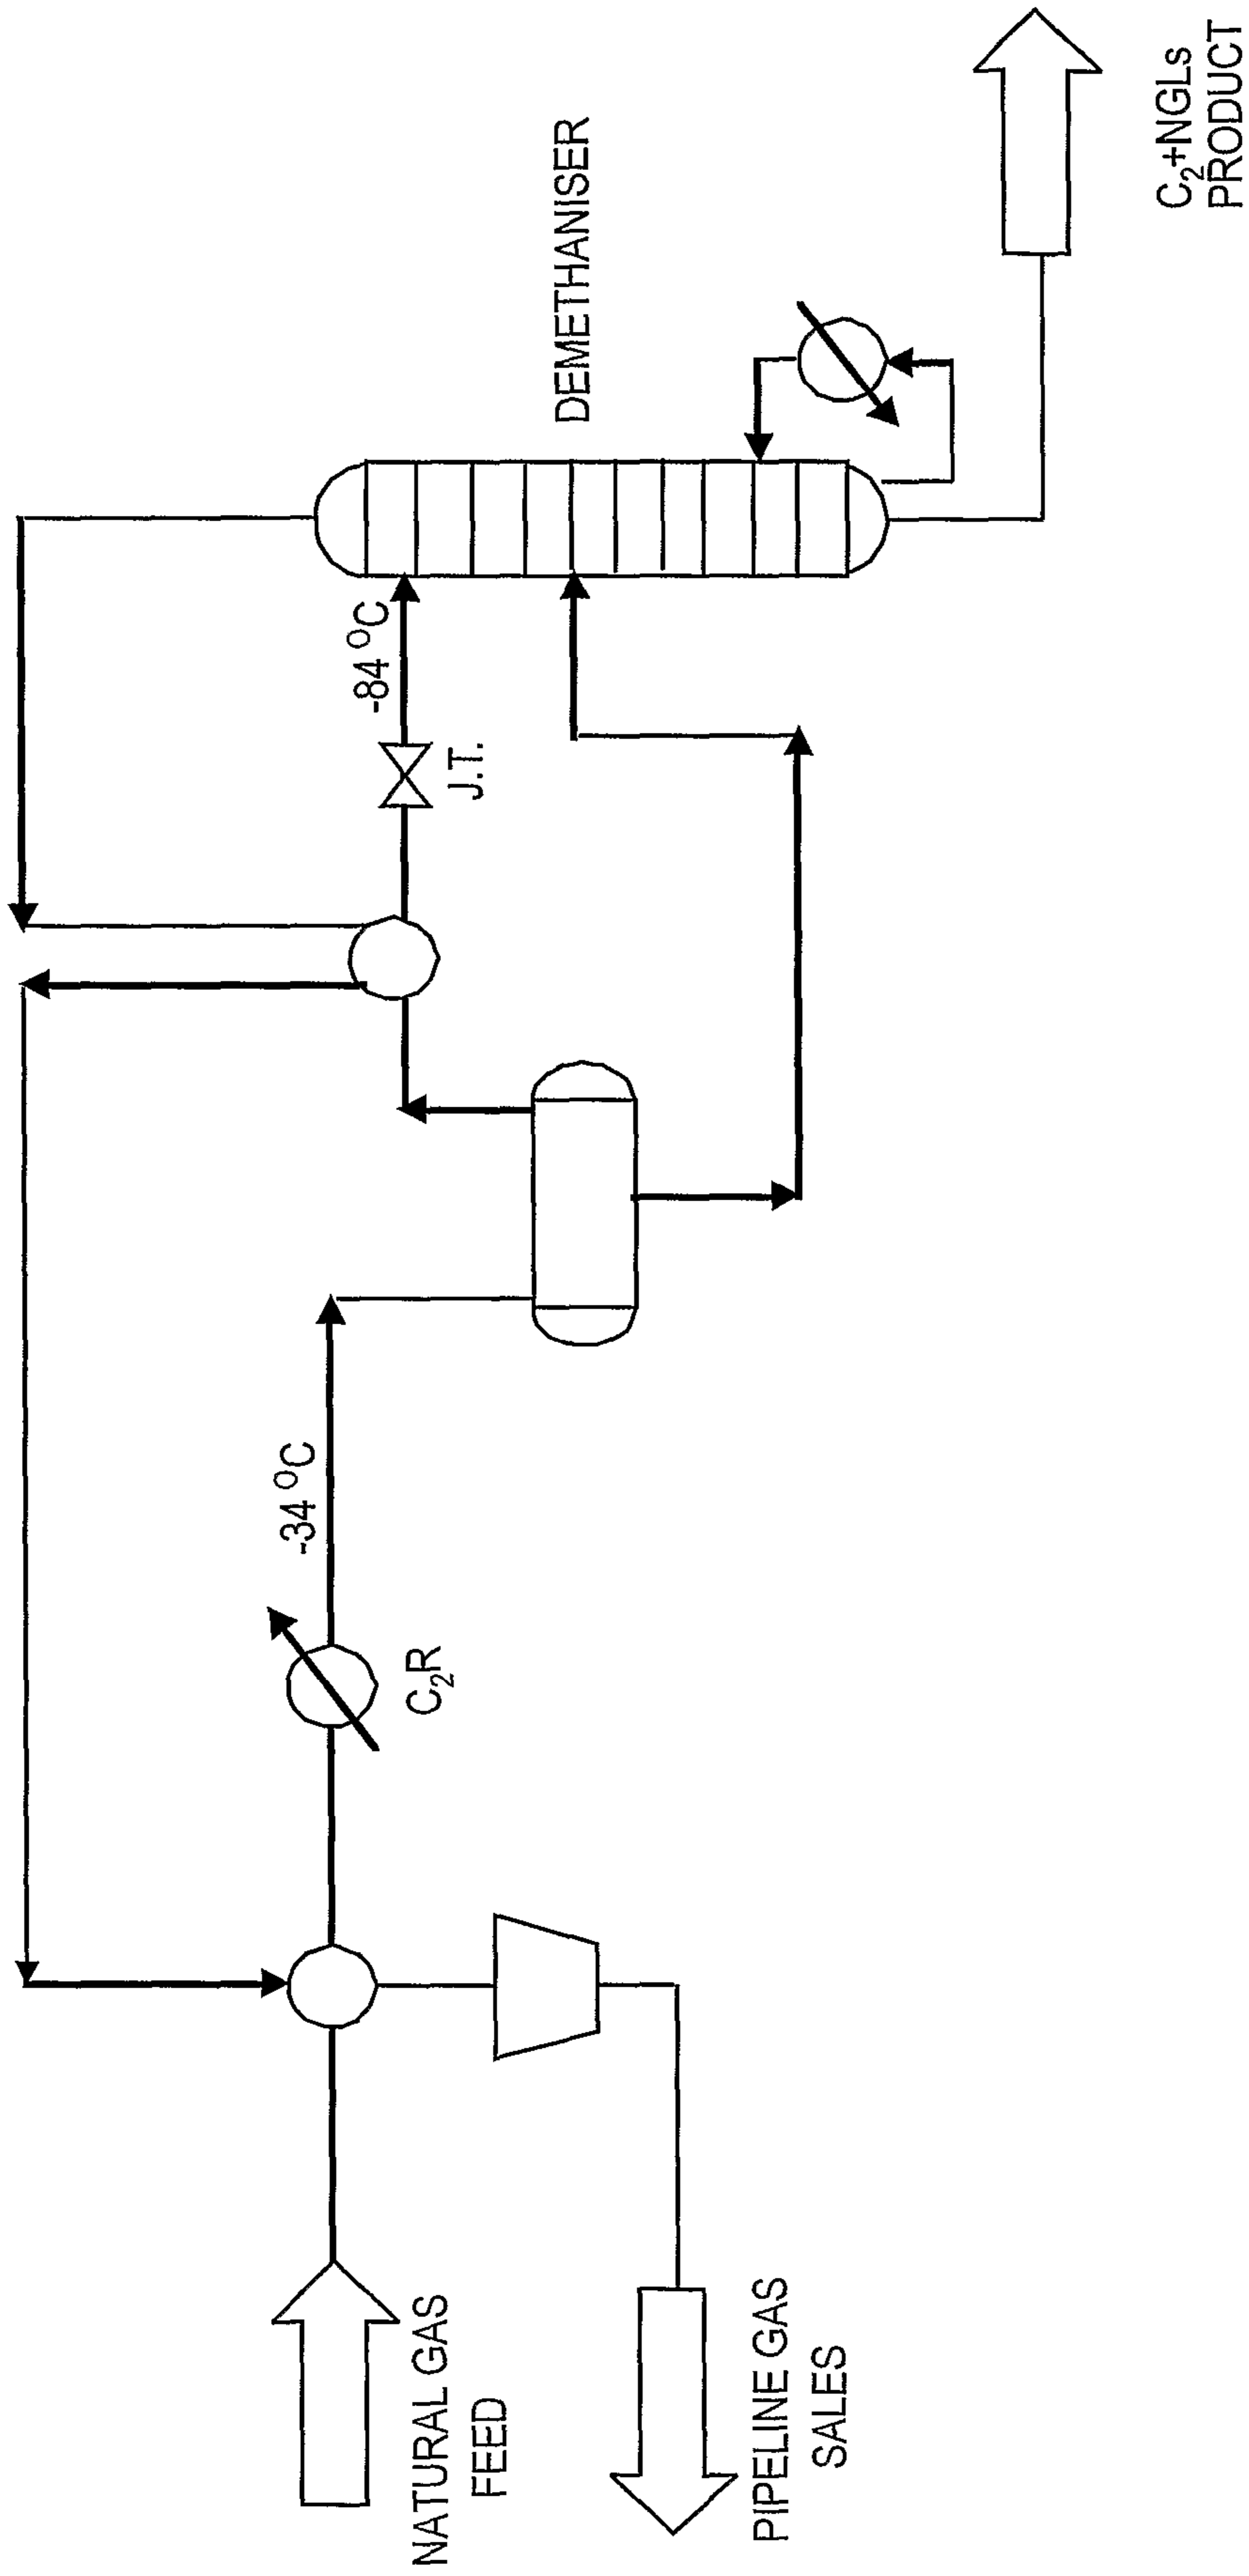 NATURAL GAS
FEED
PIPELINE GAS
SALES
C₂R
-34 °C
J.T.
-84 °C
DEMETHANISER
C₂+NGLs
PRODUCT